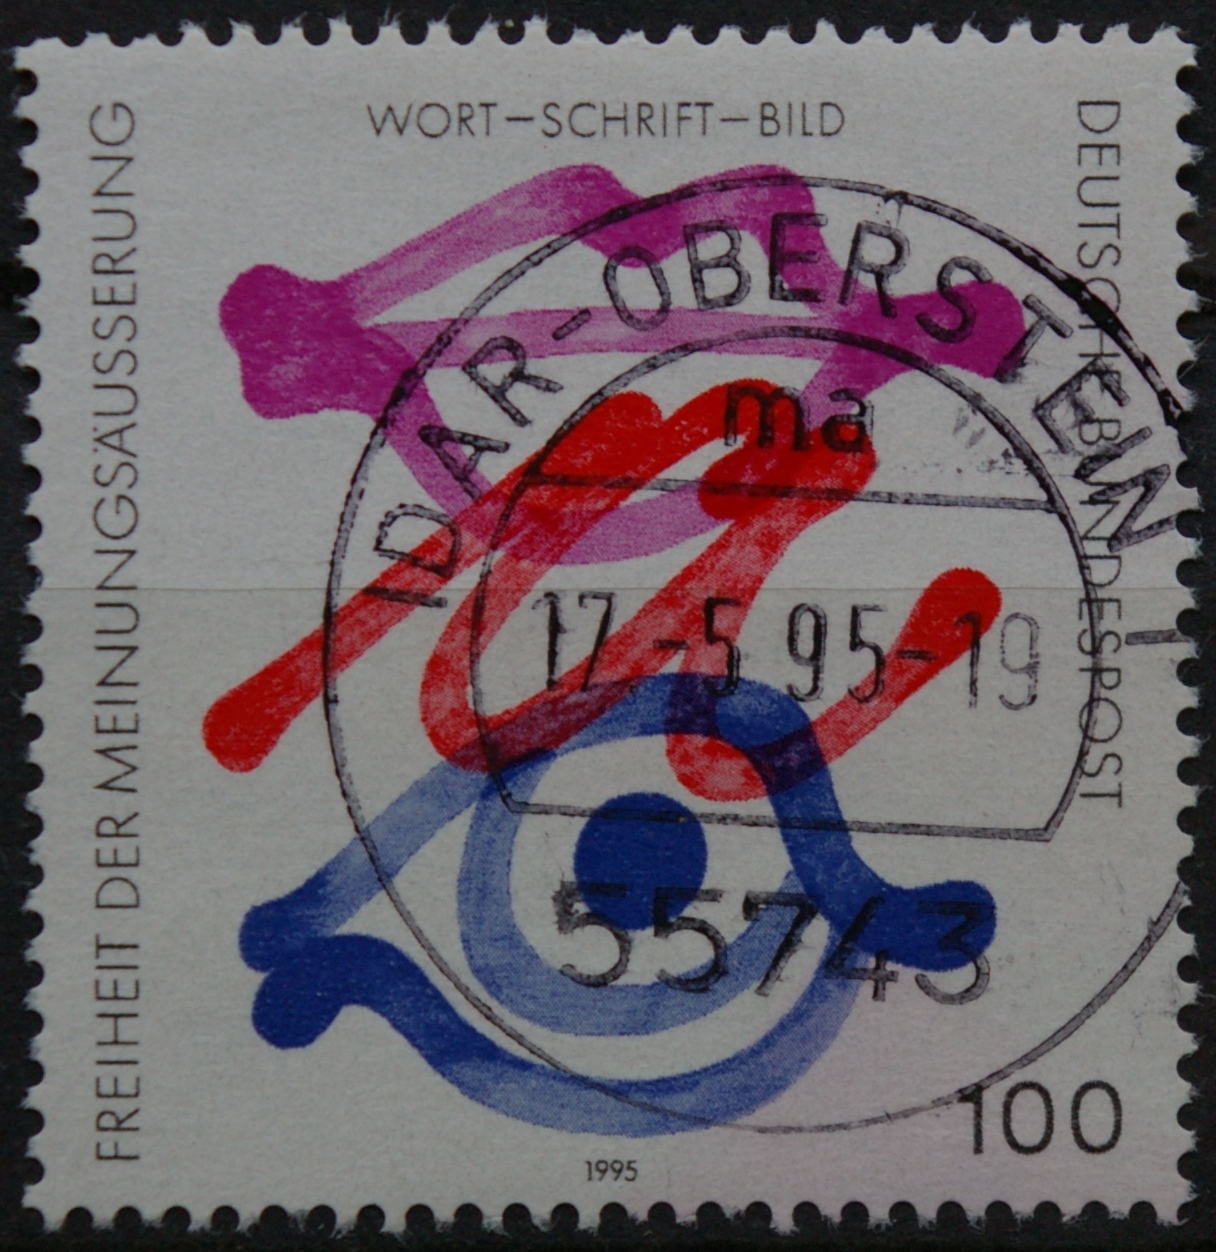 WORT–SCHRIFT–BILD
FREIHEIT DER MEINUNGSÄUSSERUNG
DEUTSCHE BUNDESPOST
IDAR-OBERSTEIN 1
ma
17.-5.95-19
55743
100
1995